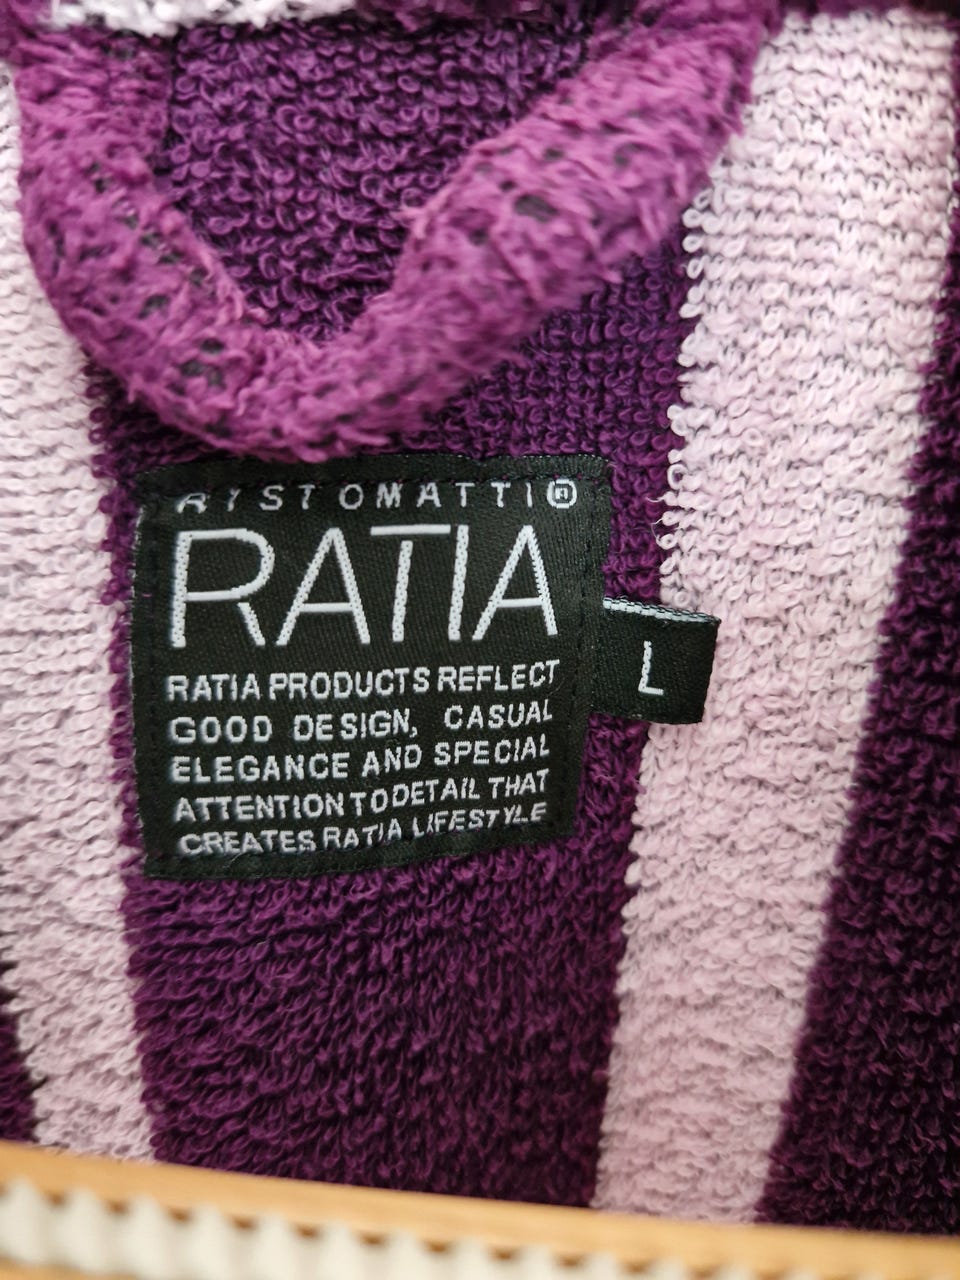 RISTOMATTI®
RATIA
RATIA PRODUCTS REFLECT
GOOD DESIGN, CASUAL
ELEGANCE AND SPECIAL
ATTENTION TO DETAIL THAT
CREATES RATIA LIFESTYLE
L